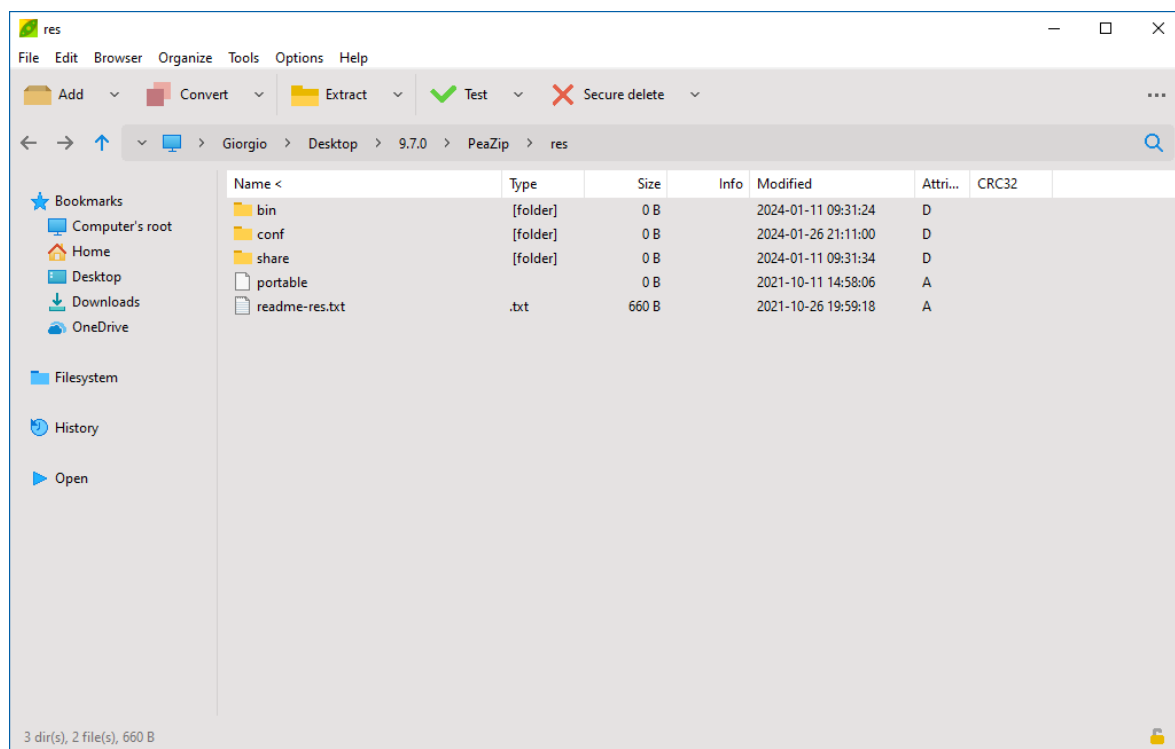 res
File Edit Browser Organize Tools Options Help
Add Convert Extract Test Secure delete
Giorgio > Desktop > 9.7.0 > PeaZip > res
Bookmarks
Computer's root
Home
Desktop
Downloads
OneDrive
Filesystem
History
Open
Name < Type Size Info Modified Attri... CRC32
bin [folder] 0 B 2024-01-11 09:31:24 D
conf [folder] 0 B 2024-01-26 21:11:00 D
share [folder] 0 B 2024-01-11 09:31:34 D
portable 0 B 2021-10-11 14:58:06 A
readme-res.txt .txt 660 B 2021-10-26 19:59:18 A
3 dir(s), 2 file(s), 660 B